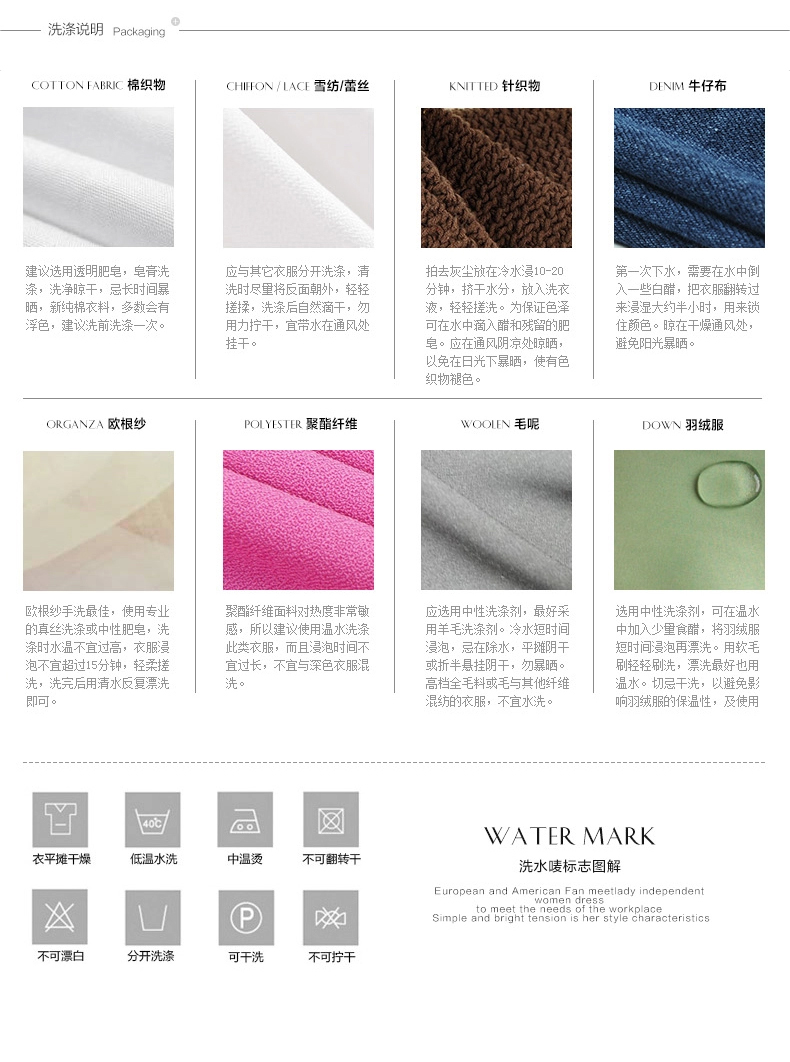 洗涤说明 Packaging
COTTON FABRIC 棉织物
建议选用透明肥皂，皂膏洗
涤，洗净晾干，忌长时间暴
晒，新纯棉衣料，多数会有
浮色，建议洗前洗涤一次。
CHIFFON / LACE 雪纺/蕾丝
应与其它衣服分开洗涤，清
洗时尽量将反面朝外，轻轻
搓揉，洗涤后自然滴干，勿
用力拧干，宜带水在通风处
挂干。
KNITTED 针织物
拍去灰尘放在冷水浸10-20
分钟，挤干水分，放入洗衣
液，轻轻搓洗。为保证色泽
可在水中滴入醋和残留的肥
皂。应在通风阴凉处晾晒，
以免在日光下暴晒，使有色
织物褪色。
DENIM 牛仔布
第一次下水，需要在水中倒
入一些白醋，把衣服翻转过
来浸湿大约半小时，用来锁
住颜色。晾在干燥通风处，
避免阳光暴晒。
ORGANZA 欧根纱
欧根纱手洗最佳，使用专业
的真丝洗涤或中性肥皂，洗
涤时水温不宜过高，衣服浸
泡不宜超过15分钟，轻柔搓
洗，洗完后用清水反复漂洗
即可。
POLYESTER 聚酯纤维
聚酯纤维面料对热度非常敏
感，所以建议使用温水洗涤
此类衣服，而且浸泡时间不
宜过长，不宜与深色衣服混
洗。
WOOLEN 毛呢
应选用中性洗涤剂，最好采
用羊毛洗涤剂。冷水短时间
浸泡，忌在除水，平摊阴干
或折半悬挂阴干，勿暴晒。
高档全毛料或毛与其他纤维
混纺的衣服，不宜水洗。
DOWN 羽绒服
选用中性洗涤剂，可在温水
中加入少量食醋，将羽绒服
短时间浸泡再漂洗。用软毛
刷轻轻刷洗，漂洗最好也用
温水。切忌干洗，以避免影
响羽绒服的保温性，及使用
40℃
衣平摊干燥 低温水洗 中温烫 不可翻转干
P
不可漂白 分开洗涤 可干洗 不可拧干
WATER MARK
洗水唛标志图解
European and American Fan meetlady independent
women dress
to meet the needs of the workplace
Simple and bright tension is her style characteristics